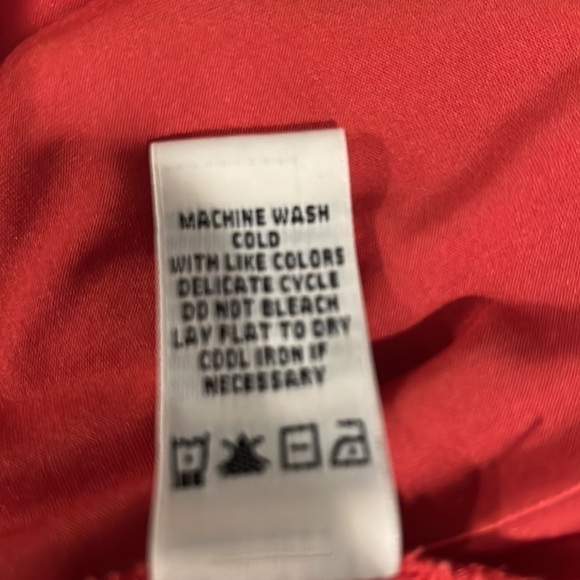 MACHINE WASH
COLD
WITH LIKE COLORS
DELICATE CYCLE
DO NOT BLEACH
LAY FLAT TO DRY
COOL IRON IF
NECESSARY